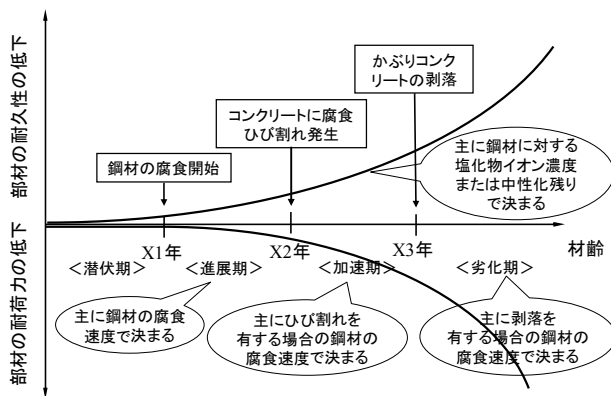 部材の耐久性の低下
部材の耐荷力の低下
かぶりコンク
リートの剥落
コンクリートに腐食
ひび割れ発生
鋼材の腐食開始
主に鋼材に対する
塩化物イオン濃度
または中性化残り
で決まる
X1年
X2年
X3年
材齢
<潜伏期>
<進展期>
<加速期>
<劣化期>
主に鋼材の腐食
速度で決まる
主にひび割れを
有する場合の鋼材の
腐食速度で決まる
主に剥落を
有する場合の鋼材の
腐食速度で決まる